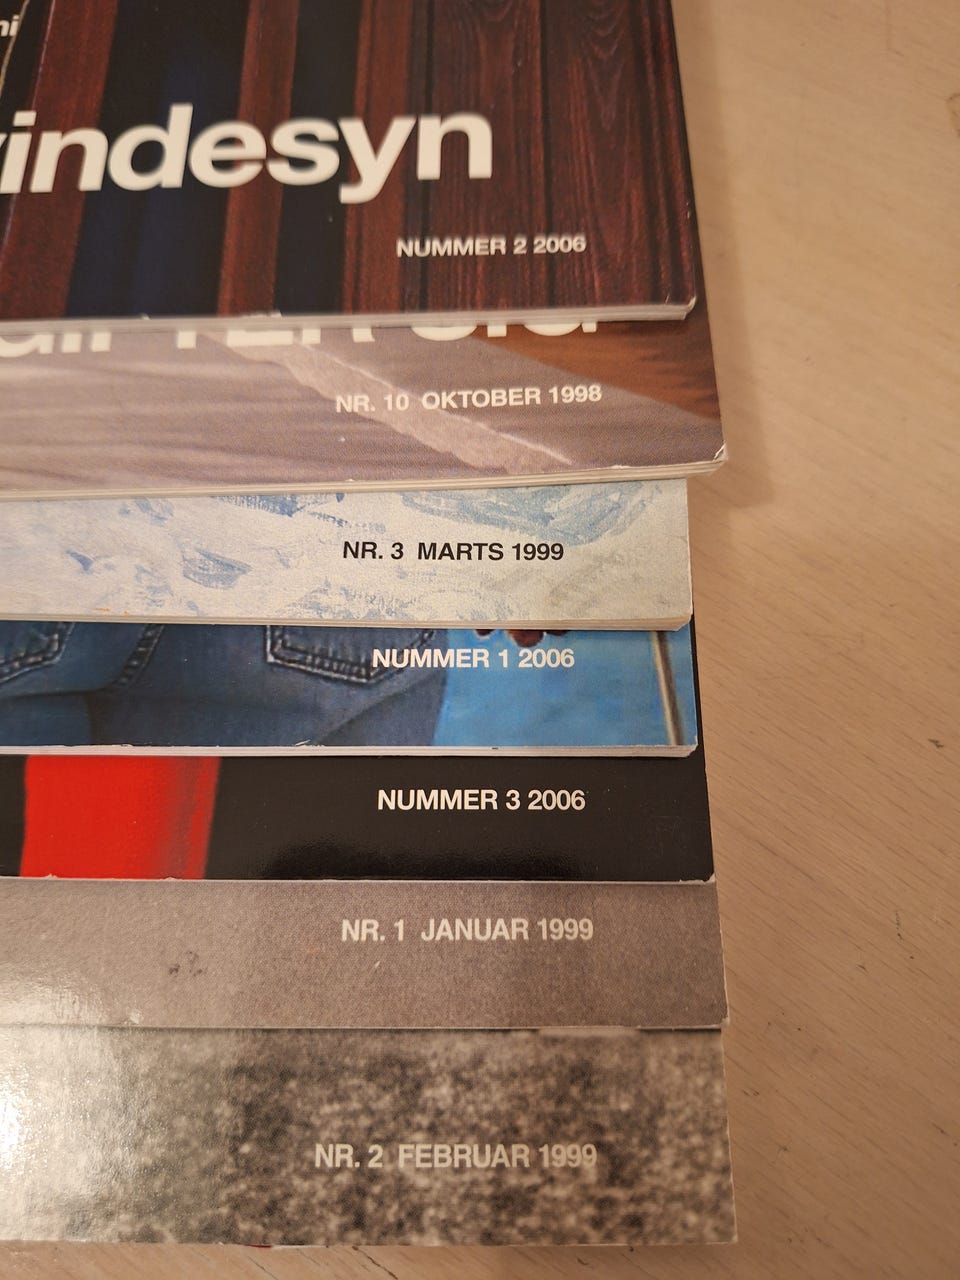 indesyn
NUMMER 2 2006
NR. 10 OKTOBER 1998
NR. 3 MARTS 1999
NUMMER 1 2006
NUMMER 3 2006
NR. 1 JANUAR 1999
NR. 2 FEBRUAR 1999